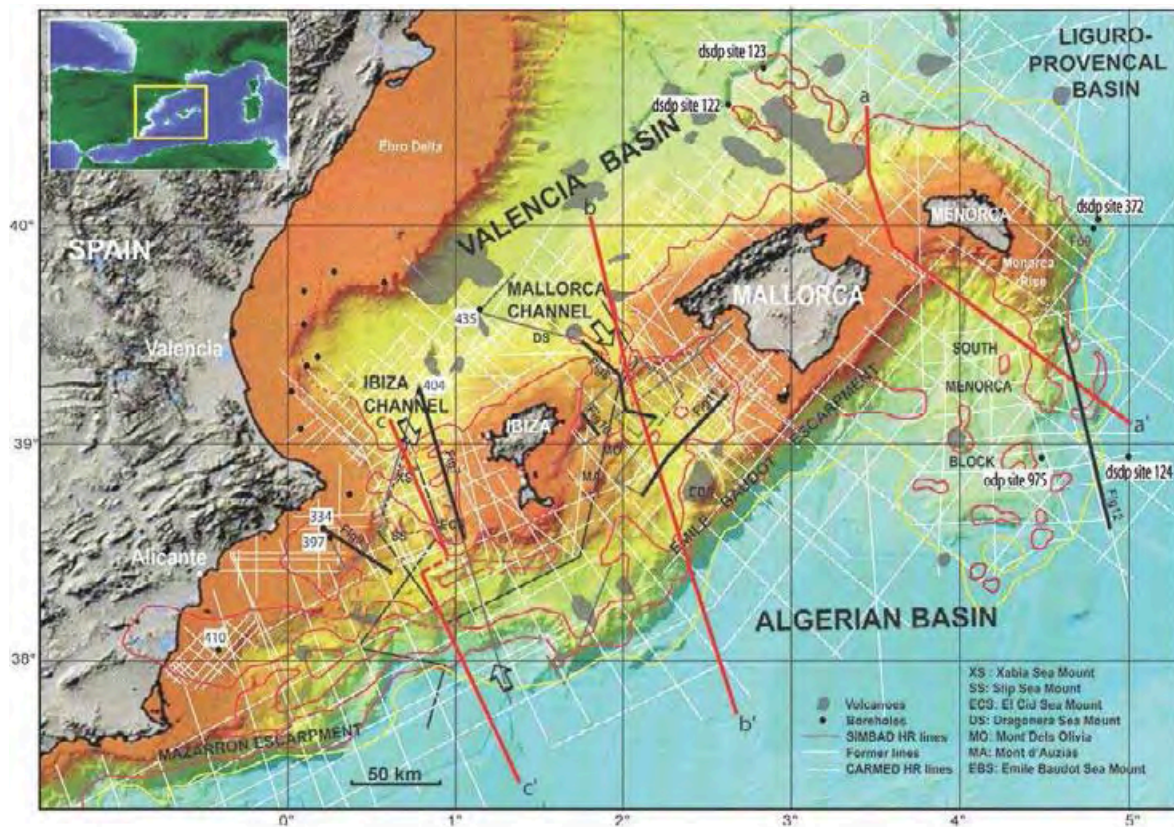 dsdp site 123
dsdp site 122
LIGURO-
PROVENCAL
BASIN
a
Ebro Delta
VALENCIA BASIN
b
40°
SPAIN
MENORCA
dsdp site 372
Menorca
Rise
MALLORCA
CHANNEL
MALLORCA
435
DS
Valencia
SOUTH
MENORCA
BLOCK
IBIZA
CHANNEL
404
c
IBIZA
39°
a'
XS
MO
MA
EBS
odp site 975
dsdp site 124
Fig12
334
397
SS
EMILE BAUDOT ESCARPMENT
Alicante
ALGERIAN BASIN
410
38°
b'
MAZARRON ESCARPMENT
50 km
c'
Volcanoes
Boreholes
SIMBAD HR lines
Former lines
CARMED HR lines
XS : Xabia Sea Mount
SS: Slip Sea Mount
ECS: El Cid Sea Mount
DS: Dragonera Sea Mount
MO: Mont Dels Olivia
MA: Mont d'Auzias
EBS: Emile Baudot Sea Mount
0° 1° 2° 3° 4° 5°